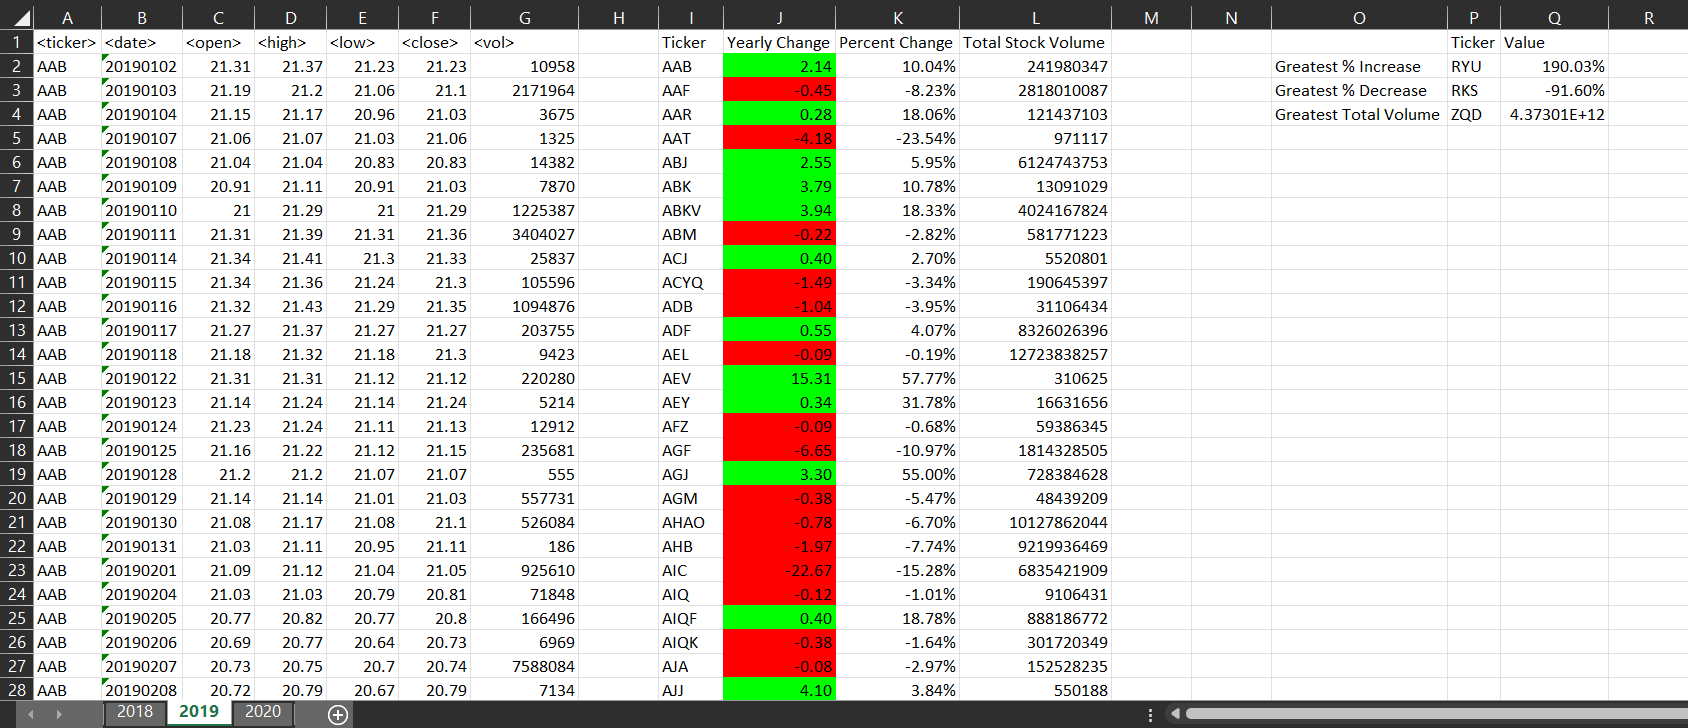 A B C D E F G H I J K L M N O P Q R
1 <ticker> <date> <open> <high> <low> <close> <vol> Ticker Yearly Change Percent Change Total Stock Volume Ticker Value
2 AAB 20190102 21.31 21.37 21.23 21.23 10958 AAB 2.14 10.04% 241980347 Greatest % Increase RYU 190.03%
3 AAB 20190103 21.19 21.2 21.06 21.1 2171964 AAF -0.45 -8.23% 2818010087 Greatest % Decrease RKS -91.60%
4 AAB 20190104 21.15 21.17 20.96 21.03 3675 AAR 0.28 18.06% 121437103 Greatest Total Volume ZQD 4.37301E+12
5 AAB 20190107 21.06 21.07 21.03 21.06 1325 AAT -4.18 -23.54% 971117
6 AAB 20190108 21.04 21.04 20.83 20.83 14382 ABJ 2.55 5.95% 6124743753
7 AAB 20190109 20.91 21.11 20.91 21.03 7870 ABK 3.79 10.78% 13091029
8 AAB 20190110 21 21.29 21 21.29 1225387 ABKV 3.94 18.33% 4024167824
9 AAB 20190111 21.31 21.39 21.31 21.36 3404027 ABM -0.22 -2.82% 581771223
10 AAB 20190114 21.34 21.41 21.3 21.33 25837 ACJ 0.40 2.70% 5520801
11 AAB 20190115 21.34 21.36 21.24 21.3 105596 ACYQ -1.49 -3.34% 190645397
12 AAB 20190116 21.32 21.43 21.29 21.35 1094876 ADB -1.04 -3.95% 31106434
13 AAB 20190117 21.27 21.37 21.27 21.27 203755 ADF 0.55 4.07% 8326026396
14 AAB 20190118 21.18 21.32 21.18 21.3 9423 AEL -0.09 -0.19% 12723838257
15 AAB 20190122 21.31 21.31 21.12 21.12 220280 AEV 15.31 57.77% 310625
16 AAB 20190123 21.14 21.24 21.14 21.24 5214 AEY 0.34 31.78% 16631656
17 AAB 20190124 21.23 21.24 21.11 21.13 12912 AFZ -0.09 -0.68% 59386345
18 AAB 20190125 21.16 21.22 21.12 21.15 235681 AGF -6.65 -10.97% 1814328505
19 AAB 20190128 21.2 21.2 21.07 21.07 555 AGJ 3.30 55.00% 728384628
20 AAB 20190129 21.14 21.14 21.01 21.03 557731 AGM -0.38 -5.47% 48439209
21 AAB 20190130 21.08 21.17 21.08 21.1 526084 AHAO -0.78 -6.70% 10127862044
22 AAB 20190131 21.03 21.11 20.95 21.11 186 AHB -1.97 -7.74% 9219936469
23 AAB 20190201 21.09 21.12 21.04 21.05 925610 AIC -22.67 -15.28% 6835421909
24 AAB 20190204 21.03 21.03 20.79 20.81 71848 AIQ -0.12 -1.01% 9106431
25 AAB 20190205 20.77 20.82 20.77 20.8 166496 AIQF 0.40 18.78% 888186772
26 AAB 20190206 20.69 20.77 20.64 20.73 6969 AIQK -0.38 -1.64% 301720349
27 AAB 20190207 20.73 20.75 20.7 20.74 7588084 AJA -0.08 -2.97% 152528235
28 AAB 20190208 20.72 20.79 20.67 20.79 7134 AJJ 4.10 3.84% 550188
2018 2019 2020